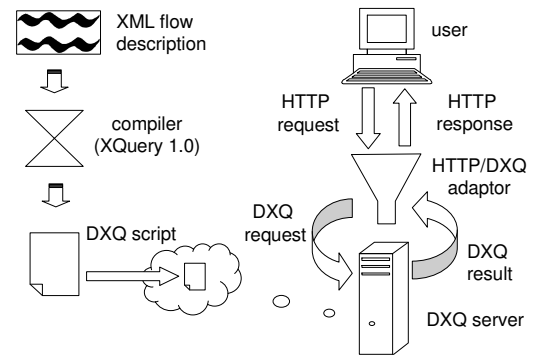 XML flow
description
compiler
(XQuery 1.0)
DXQ script
user
HTTP
request
HTTP
response
HTTP/DXQ
adaptor
DXQ
request
DXQ
result
DXQ server